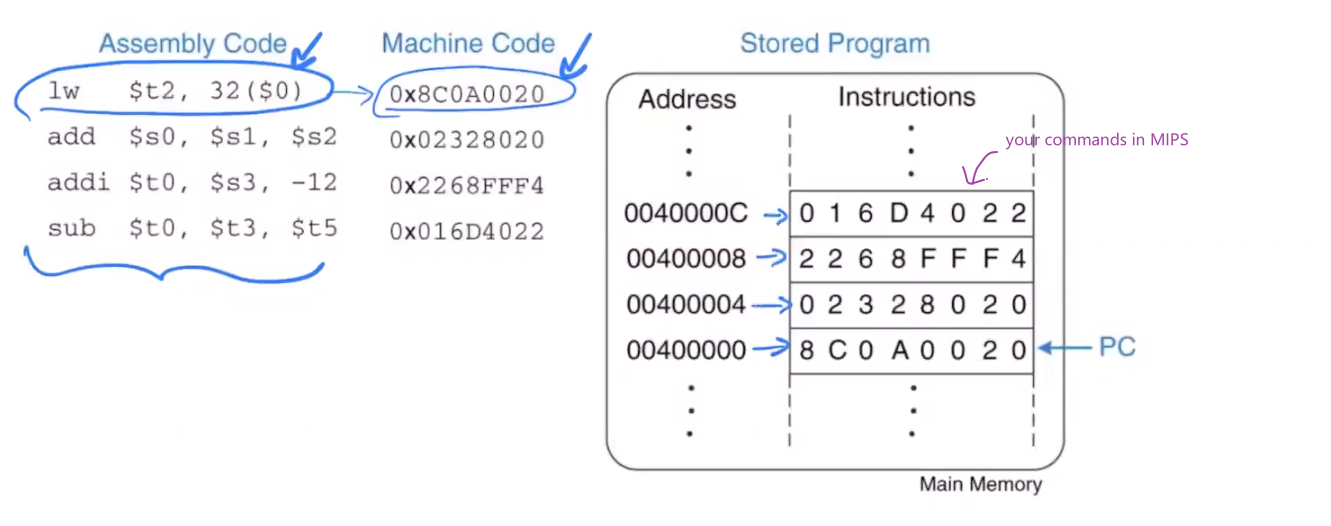 Assembly Code
lw $t2, 32($0)
add $s0, $s1, $s2
addi $t0, $s3, -12
sub $t0, $t3, $t5
Machine Code
0x8C0A0020
0x02328020
0x2268FFF4
0x016D4022
Stored Program
Address Instructions
your commands in MIPS
0040000C 0 1 6 D 4 0 2 2
00400008 2 2 6 8 F F F 4
00400004 0 2 3 2 8 0 2 0
00400000 8 C 0 A 0 0 2 0 PC
Main Memory